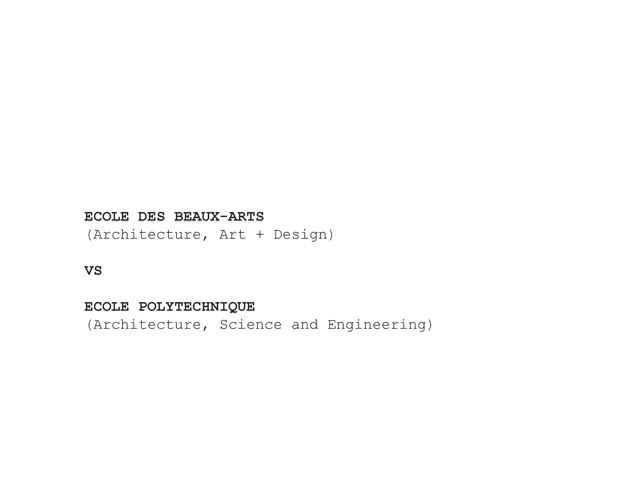 ECOLE DES BEAUX-ARTS
(Architecture, Art + Design)
VS
ECOLE POLYTECHNIQUE
(Architecture, Science and Engineering)